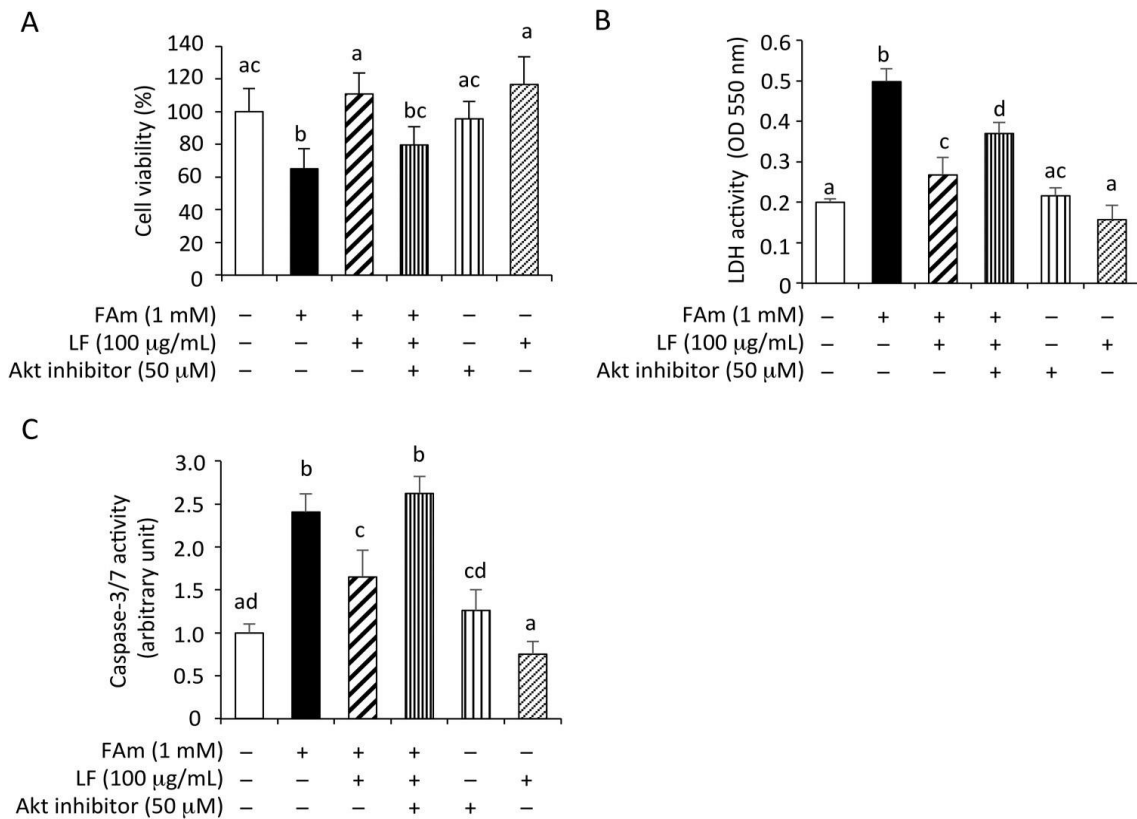 A
Cell viability (%)
140
120
100
80
60
40
20
0
ac
b
a
bc
ac
a
FAm (1 mM) – + + + – –
LF (100 µg/mL) – – + + – +
Akt inhibitor (50 µM) – – – + + –
B
LDH activity (OD 550 nm)
0.6
0.5
0.4
0.3
0.2
0.1
0
a
b
c
d
ac
a
FAm (1 mM) – + + + – –
LF (100 µg/mL) – – + + – +
Akt inhibitor (50 µM) – – – + + –
C
Caspase-3/7 activity
(arbitrary unit)
3.0
2.5
2.0
1.5
1.0
0.5
0
ad
b
c
b
cd
a
FAm (1 mM) – + + + – –
LF (100 µg/mL) – – + + – +
Akt inhibitor (50 µM) – – – + + –